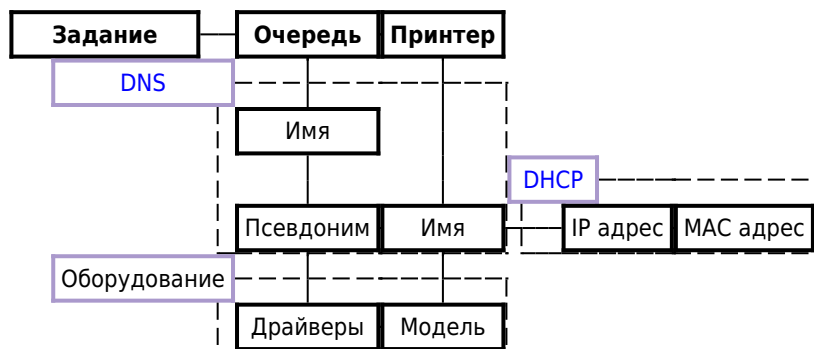 Задание Очередь Принтер
DNS
Имя
DHCP
Псевдоним Имя IP адрес MAC адрес
Оборудование
Драйверы Модель